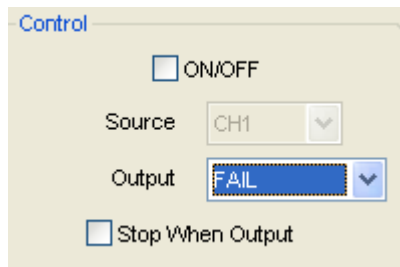 Control
ON/OFF
Source CH1
Output FAIL
Stop When Output